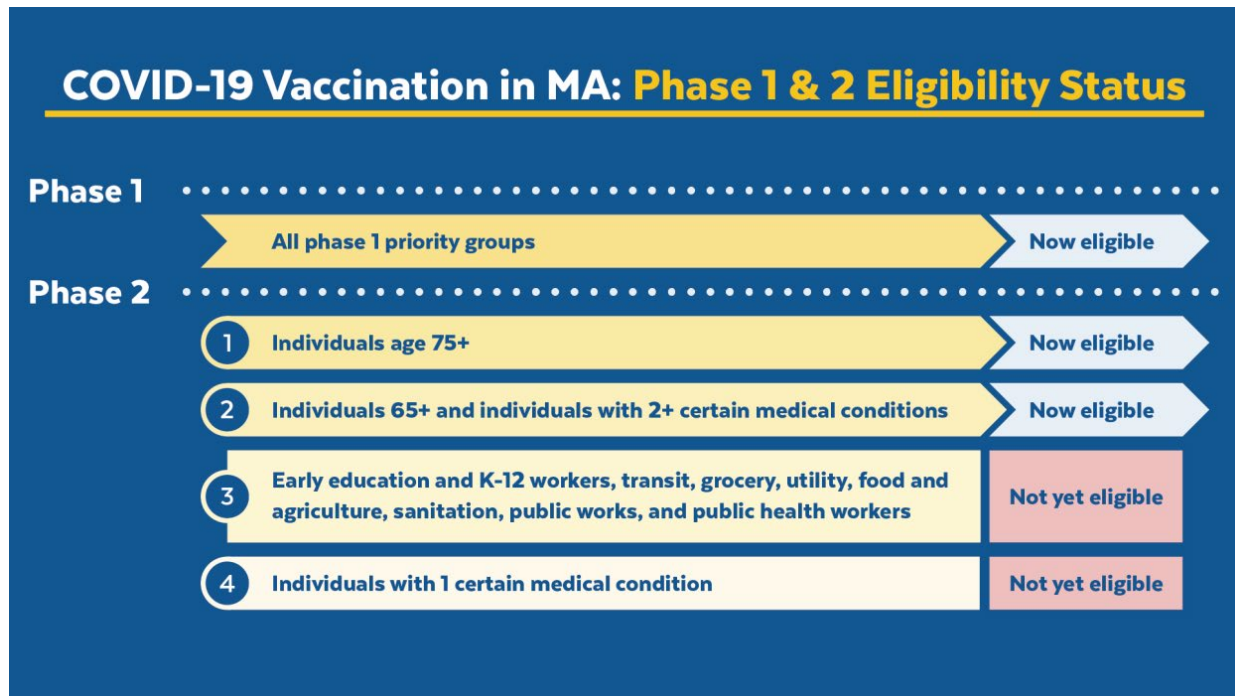 COVID-19 Vaccination in MA: Phase 1 & 2 Eligibility Status
Phase 1
All phase 1 priority groups
Now eligible
Phase 2
1
Individuals age 75+
Now eligible
2
Individuals 65+ and individuals with 2+ certain medical conditions
Now eligible
3
Early education and K-12 workers, transit, grocery, utility, food and
agriculture, sanitation, public works, and public health workers
Not yet eligible
4
Individuals with 1 certain medical condition
Not yet eligible